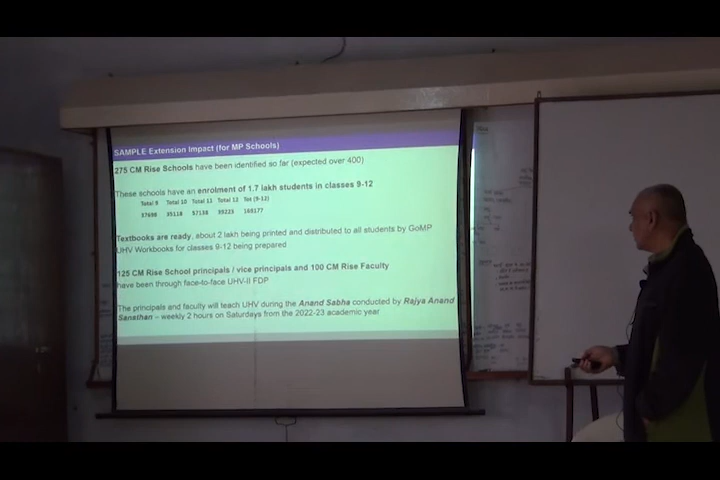 SAMPLE Extension Impact (for MP Schools)
275 CM Rise Schools have been identified so far (expected over 400)
These schools have an enrolment of 1.7 lakh students in classes 9-12
Total 9 Total 10 Total 11 Total 12 Tot (9-12)
37698 35118 57138 39223 169177
Textbooks are ready, about 2 lakh being printed and distributed to all students by GoMP
UHV Workbooks for classes 9-12 being prepared
125 CM Rise School principals / vice principals and 100 CM Rise Faculty
have been through face-to-face UHV-II FDP
The principals and faculty will teach UHV during the Anand Sabha conducted by Rajya Anand
Sansthan – weekly 2 hours on Saturdays from the 2022-23 academic year